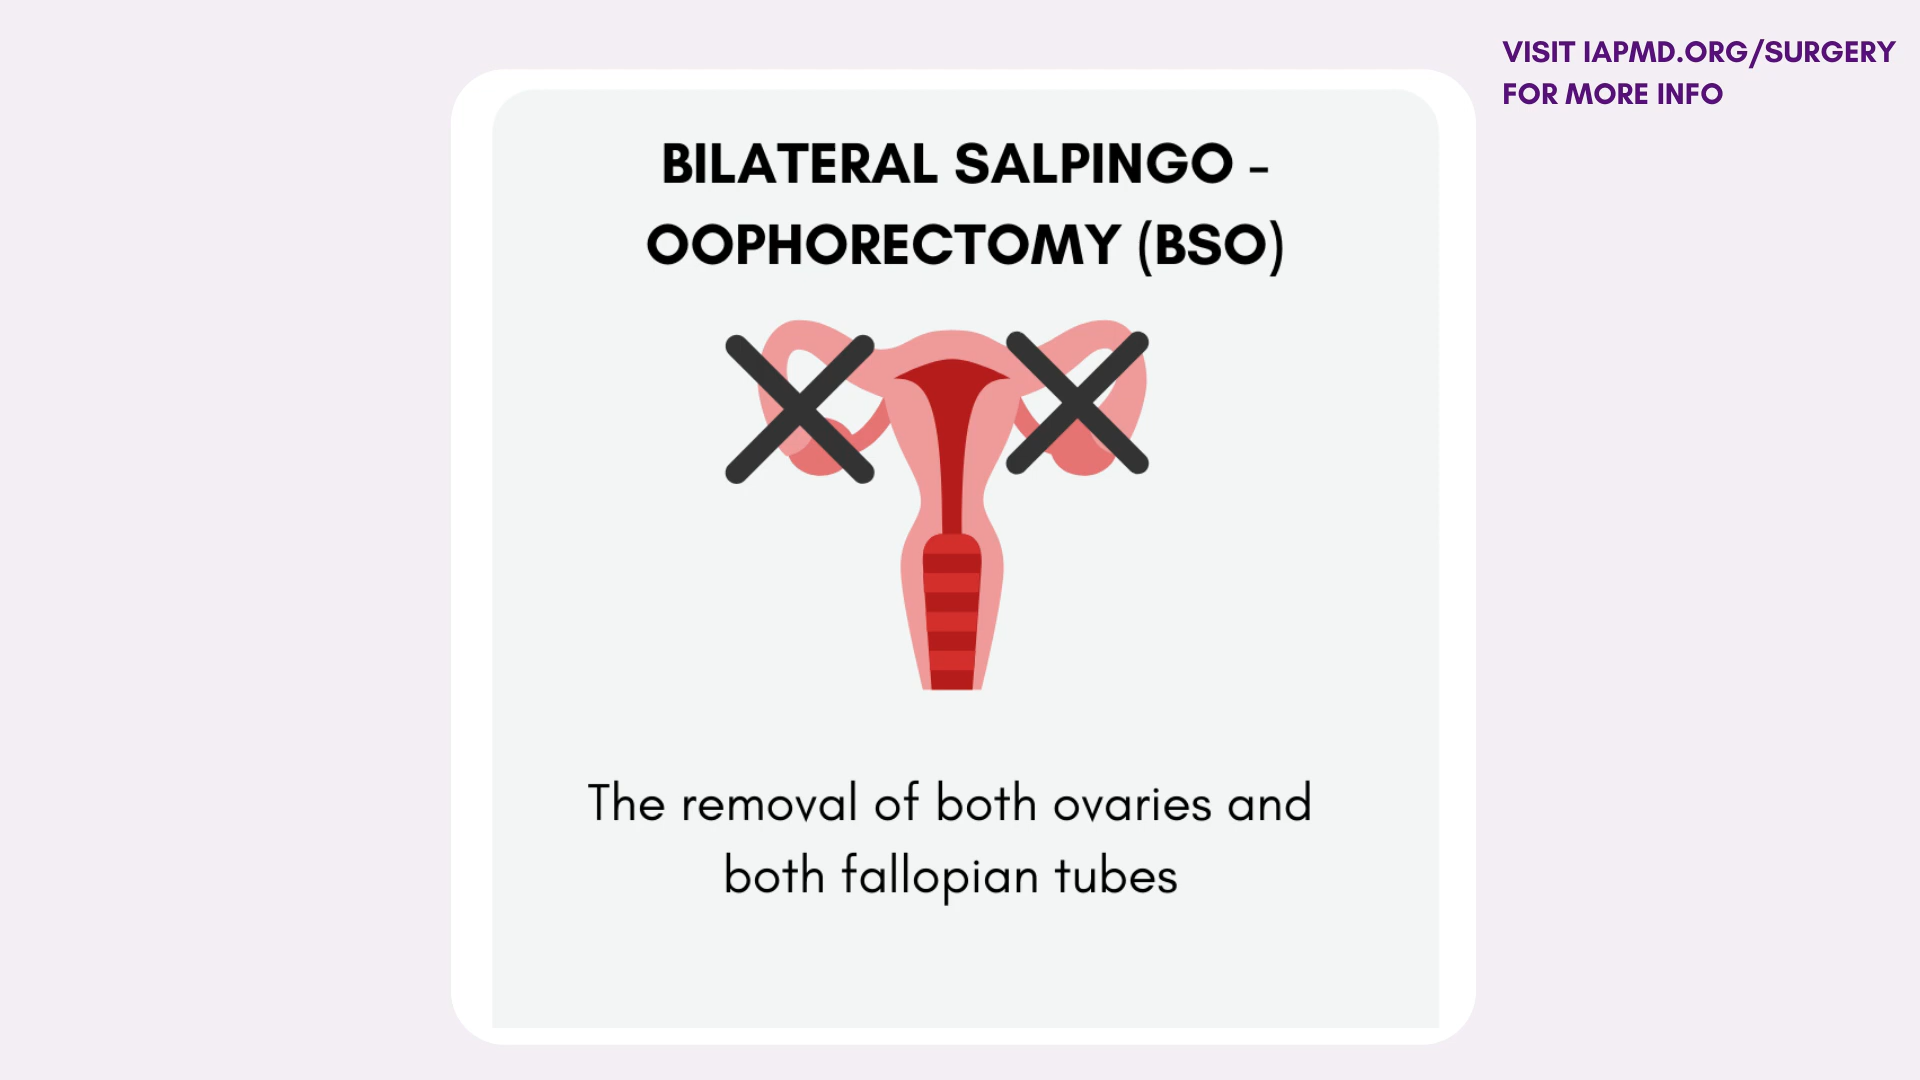 VISIT IAPMD.ORG/SURGERY
FOR MORE INFO
BILATERAL SALPINGO -
OOPHORECTOMY (BSO)
The removal of both ovaries and
both fallopian tubes